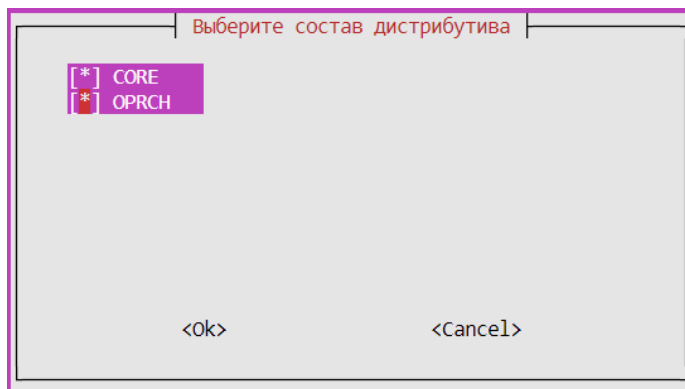 Выберите состав дистрибутива
[*] CORE
[*] OPRCH
<Ok> <Cancel>